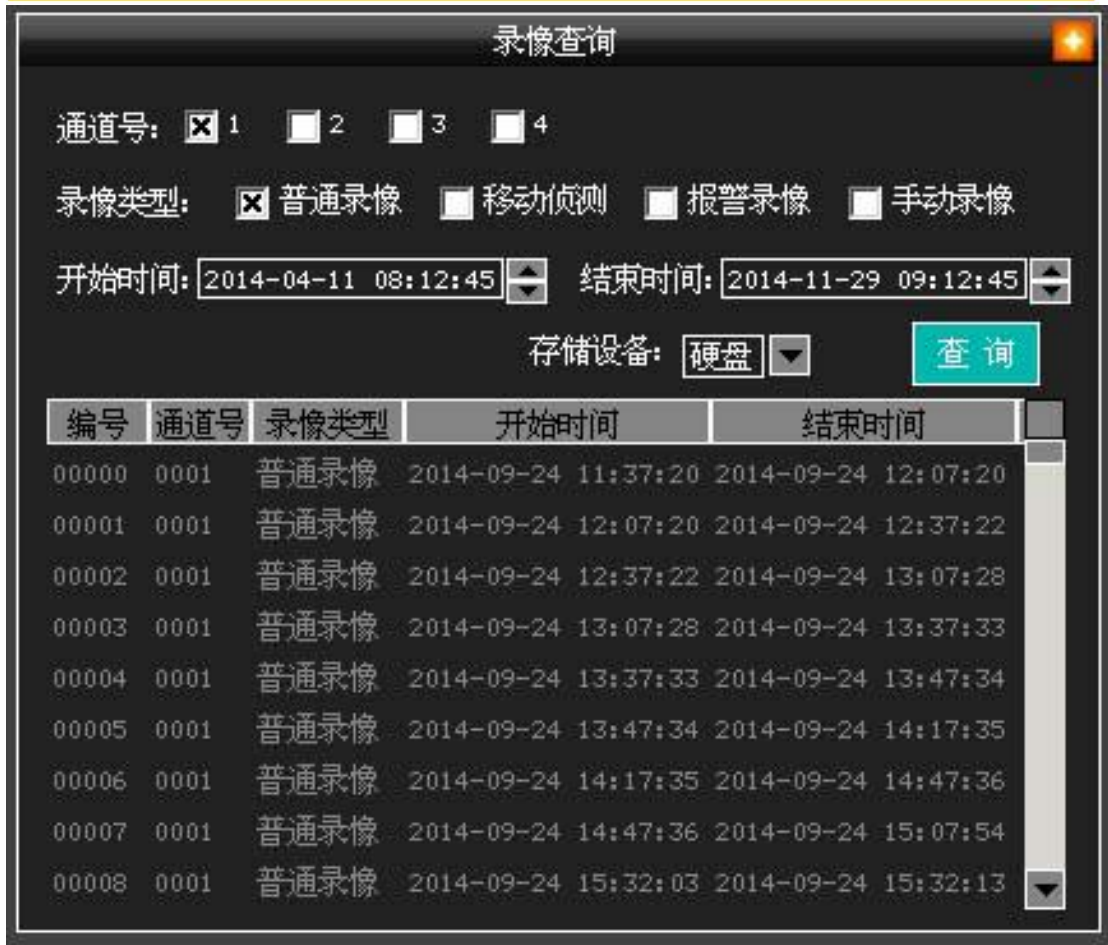 录像查询
通道号: 1 2 3 4
录像类型: 普通录像 移动侦测 报警录像 手动录像
开始时间: 2014-04-11 08:12:45 结束时间: 2014-11-29 09:12:45
存储设备: 硬盘 查 询
编号 通道号 录像类型 开始时间 结束时间
00000 0001 普通录像 2014-09-24 11:37:20 2014-09-24 12:07:20
00001 0001 普通录像 2014-09-24 12:07:20 2014-09-24 12:37:22
00002 0001 普通录像 2014-09-24 12:37:22 2014-09-24 13:07:28
00003 0001 普通录像 2014-09-24 13:07:28 2014-09-24 13:37:33
00004 0001 普通录像 2014-09-24 13:37:33 2014-09-24 13:47:34
00005 0001 普通录像 2014-09-24 13:47:34 2014-09-24 14:17:35
00006 0001 普通录像 2014-09-24 14:17:35 2014-09-24 14:47:36
00007 0001 普通录像 2014-09-24 14:47:36 2014-09-24 15:07:54
00008 0001 普通录像 2014-09-24 15:32:03 2014-09-24 15:32:13